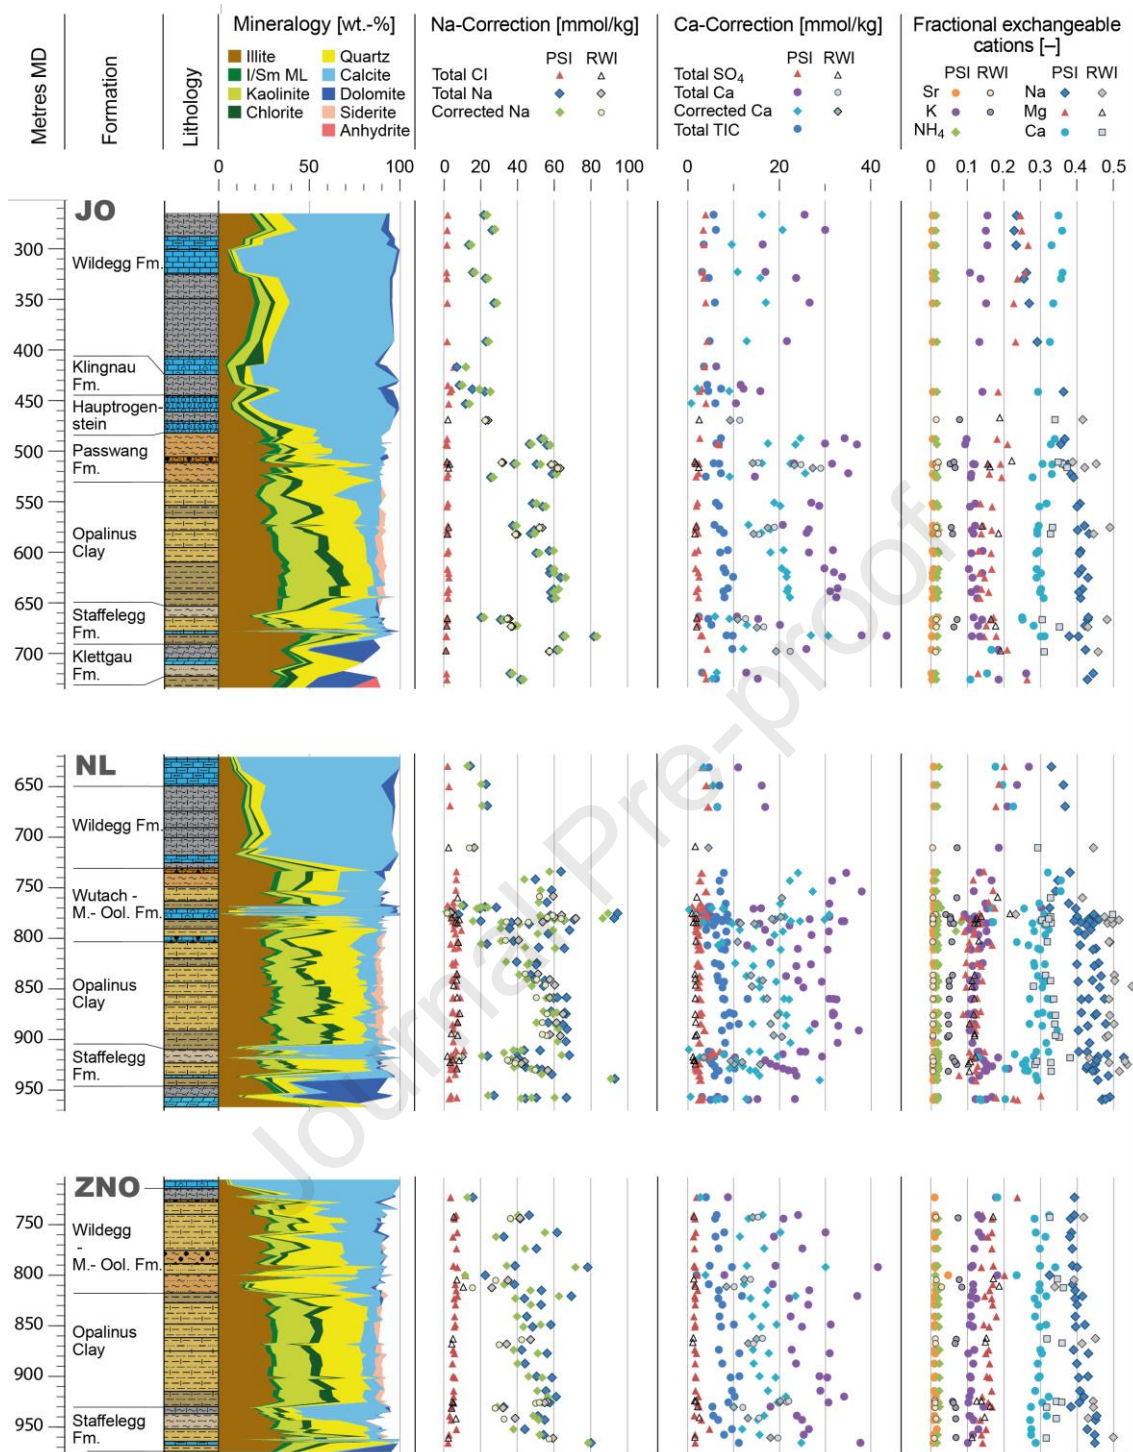 Metres MD
Formation
Lithology
Mineralogy [wt.-%]
Illite
I/Sm ML
Kaolinite
Chlorite
Quartz
Calcite
Dolomite
Siderite
Anhydrite
0 50 100
Na-Correction [mmol/kg]
PSI RWI
Total Cl
Total Na
Corrected Na
0 20 40 60 80 100
Ca-Correction [mmol/kg]
PSI RWI
Total SO₄
Total Ca
Corrected Ca
Total TIC
0 20 40
Fractional exchangeable
cations [–]
PSI RWI PSI RWI
Sr Na
K Mg
NH₄ Ca
0 0.1 0.2 0.3 0.4 0.5
JO
300
350
400
450
500
550
600
650
700
Wildegg Fm.
Klingnau
Fm.
Hauptrogen-
stein
Passwang
Fm.
Opalinus
Clay
Staffelegg
Fm.
Klettgau
Fm.
NL
650
700
750
800
850
900
950
Wildegg Fm.
Wutach -
M.- Ool. Fm.
Opalinus
Clay
Staffelegg
Fm.
ZNO
750
800
850
900
950
Wildegg
-
M.- Ool. Fm.
Opalinus
Clay
Staffelegg
Fm.
Journal Pre-proof